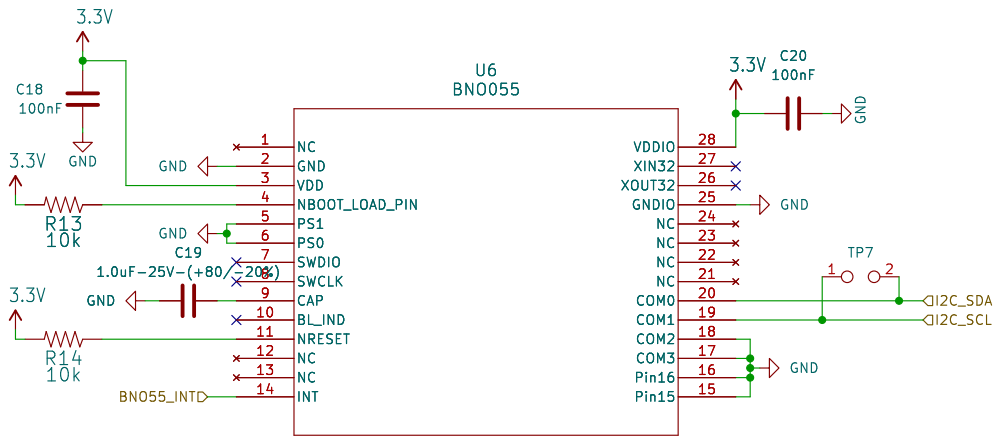 3.3V
C18
100nF
GND
3.3V
R13
10k
GND
GND
C19
1.0uF-25V-(+80/-20%)
GND
3.3V
R14
10k
BNO55_INT
U6
BNO055
1 NC
2 GND
3 VDD
4 NBOOT_LOAD_PIN
5 PS1
6 PS0
7 SWDIO
8 SWCLK
9 CAP
10 BL_IND
11 NRESET
12 NC
13 NC
14 INT
VDDIO 28
XIN32 27
XOUT32 26
GNDIO 25
NC 24
NC 23
NC 22
NC 21
COM0 20
COM1 19
COM2 18
COM3 17
Pin16 16
Pin15 15
3.3V
C20
100nF
GND
GND
TP7
1 2
I2C_SDA
I2C_SCL
GND